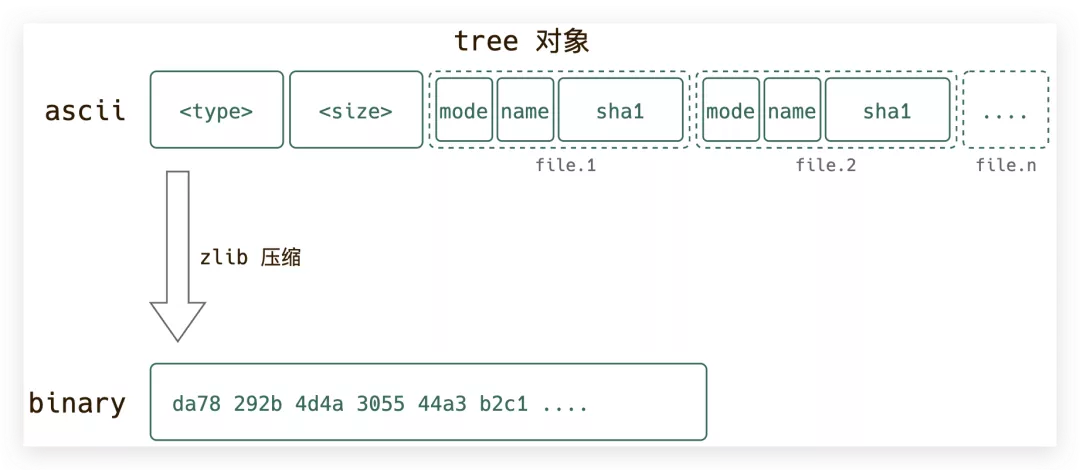 tree 对象
ascii <type> <size> mode name sha1 mode name sha1 ....
file.1 file.2 file.n
zlib 压缩
binary da78 292b 4d4a 3055 44a3 b2c1 ....